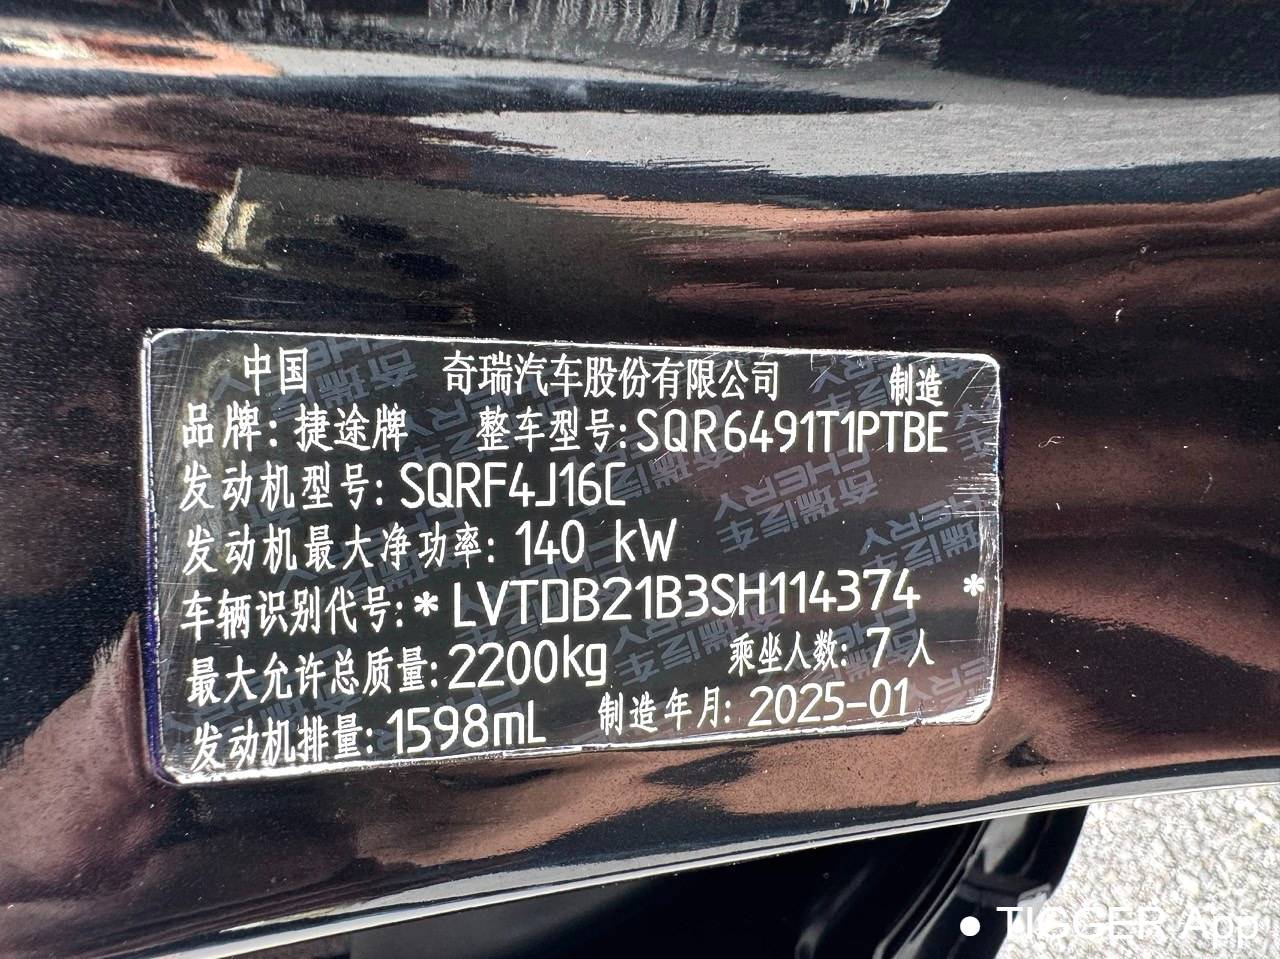 中国 奇瑞汽车股份有限公司 制造
品牌: 捷途牌 整车型号: SQR6491T1PTBE
发动机型号: SQRF4J16C
发动机最大净功率: 140 kW
车辆识别代号: *LVTDB21B3SH114374 *
最大允许总质量: 2200kg 乘坐人数: 7 人
发动机排量: 1598mL 制造年月: 2025-01
TIGGER App